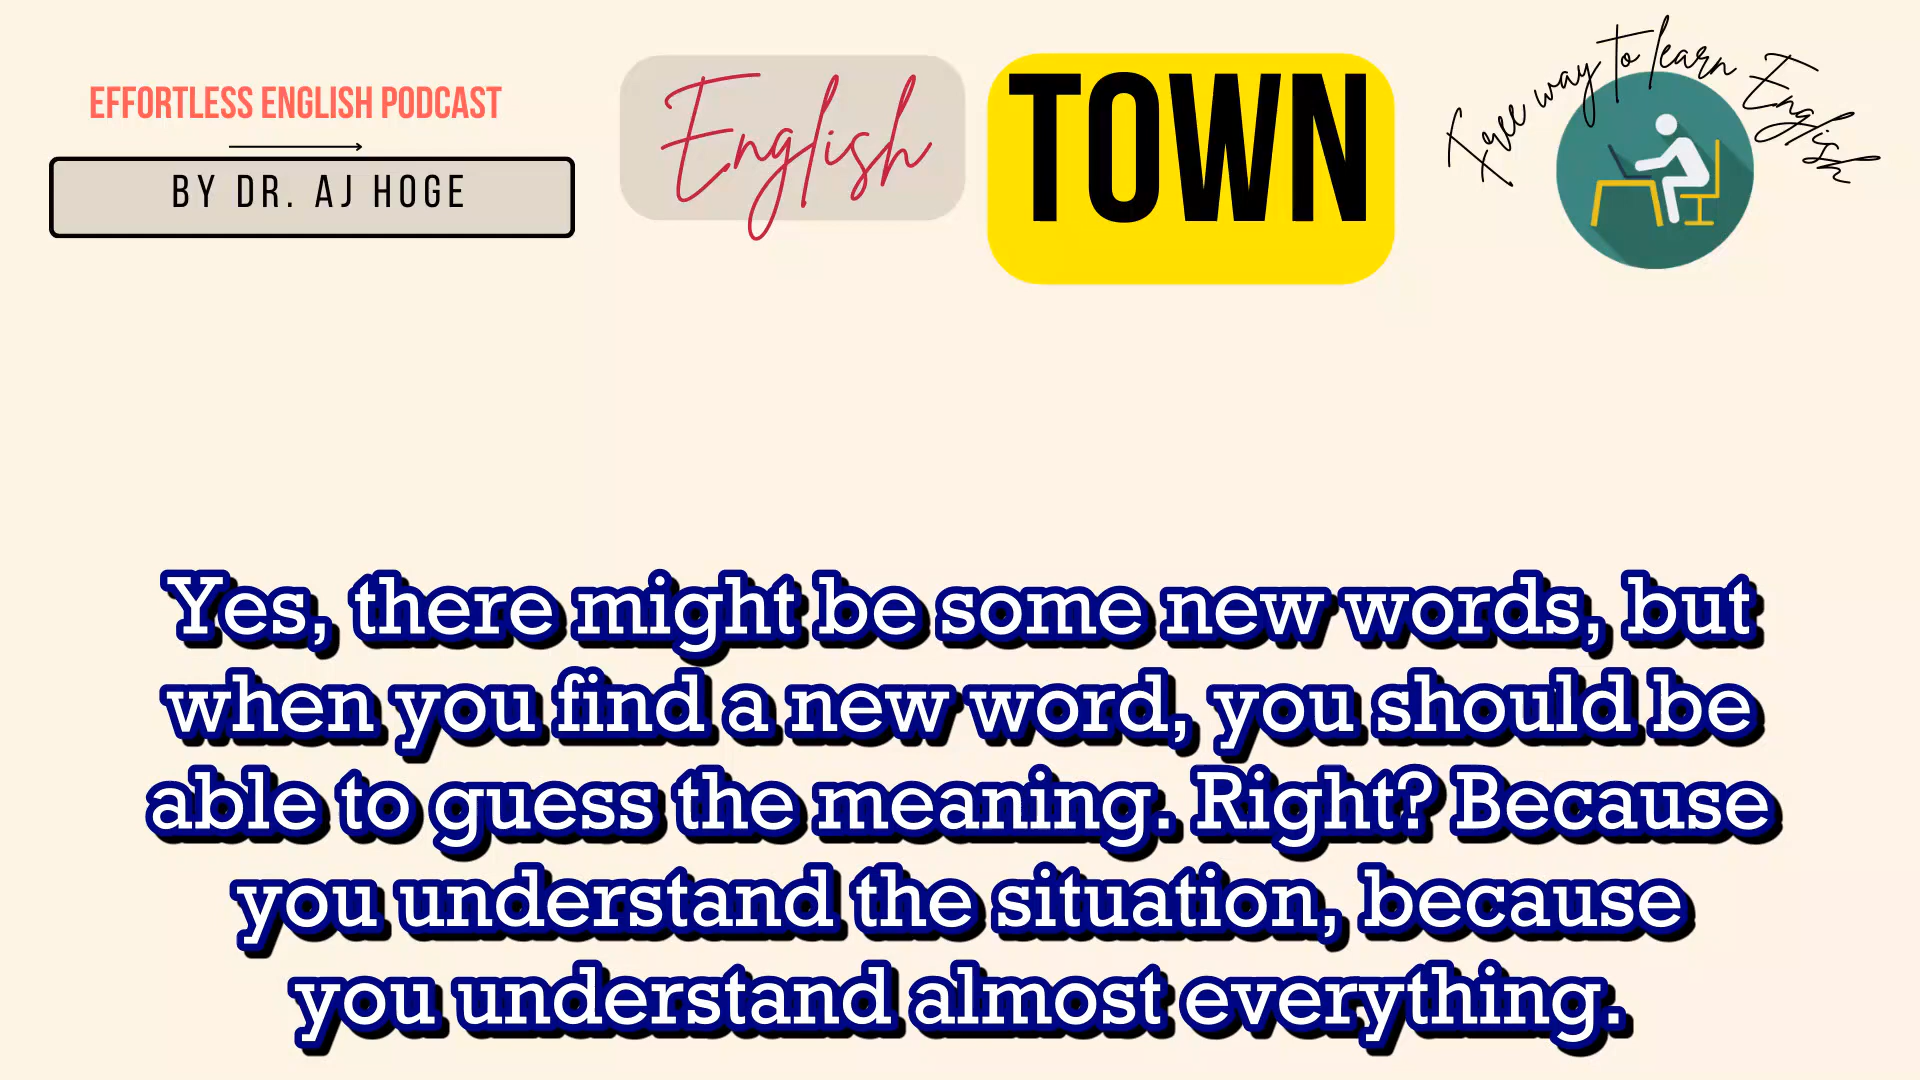 EFFORTLESS ENGLISH PODCAST
BY DR. AJ HOGE
English
TOWN
Free way to learn English
Yes, there might be some new words, but
when you find a new word, you should be
able to guess the meaning. Right? Because
you understand the situation, because
you understand almost everything.